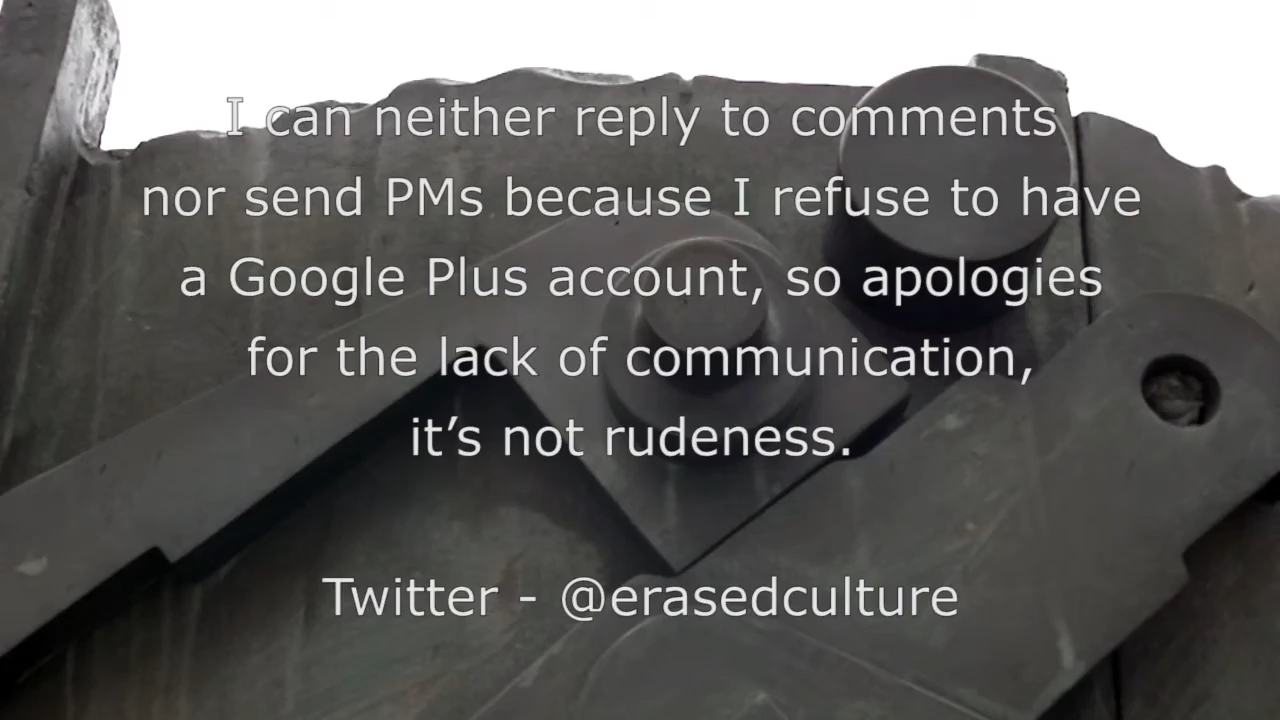 I can neither reply to comments
nor send PMs because I refuse to have
a Google Plus account, so apologies
for the lack of communication,
it’s not rudeness.
Twitter - @erasedculture